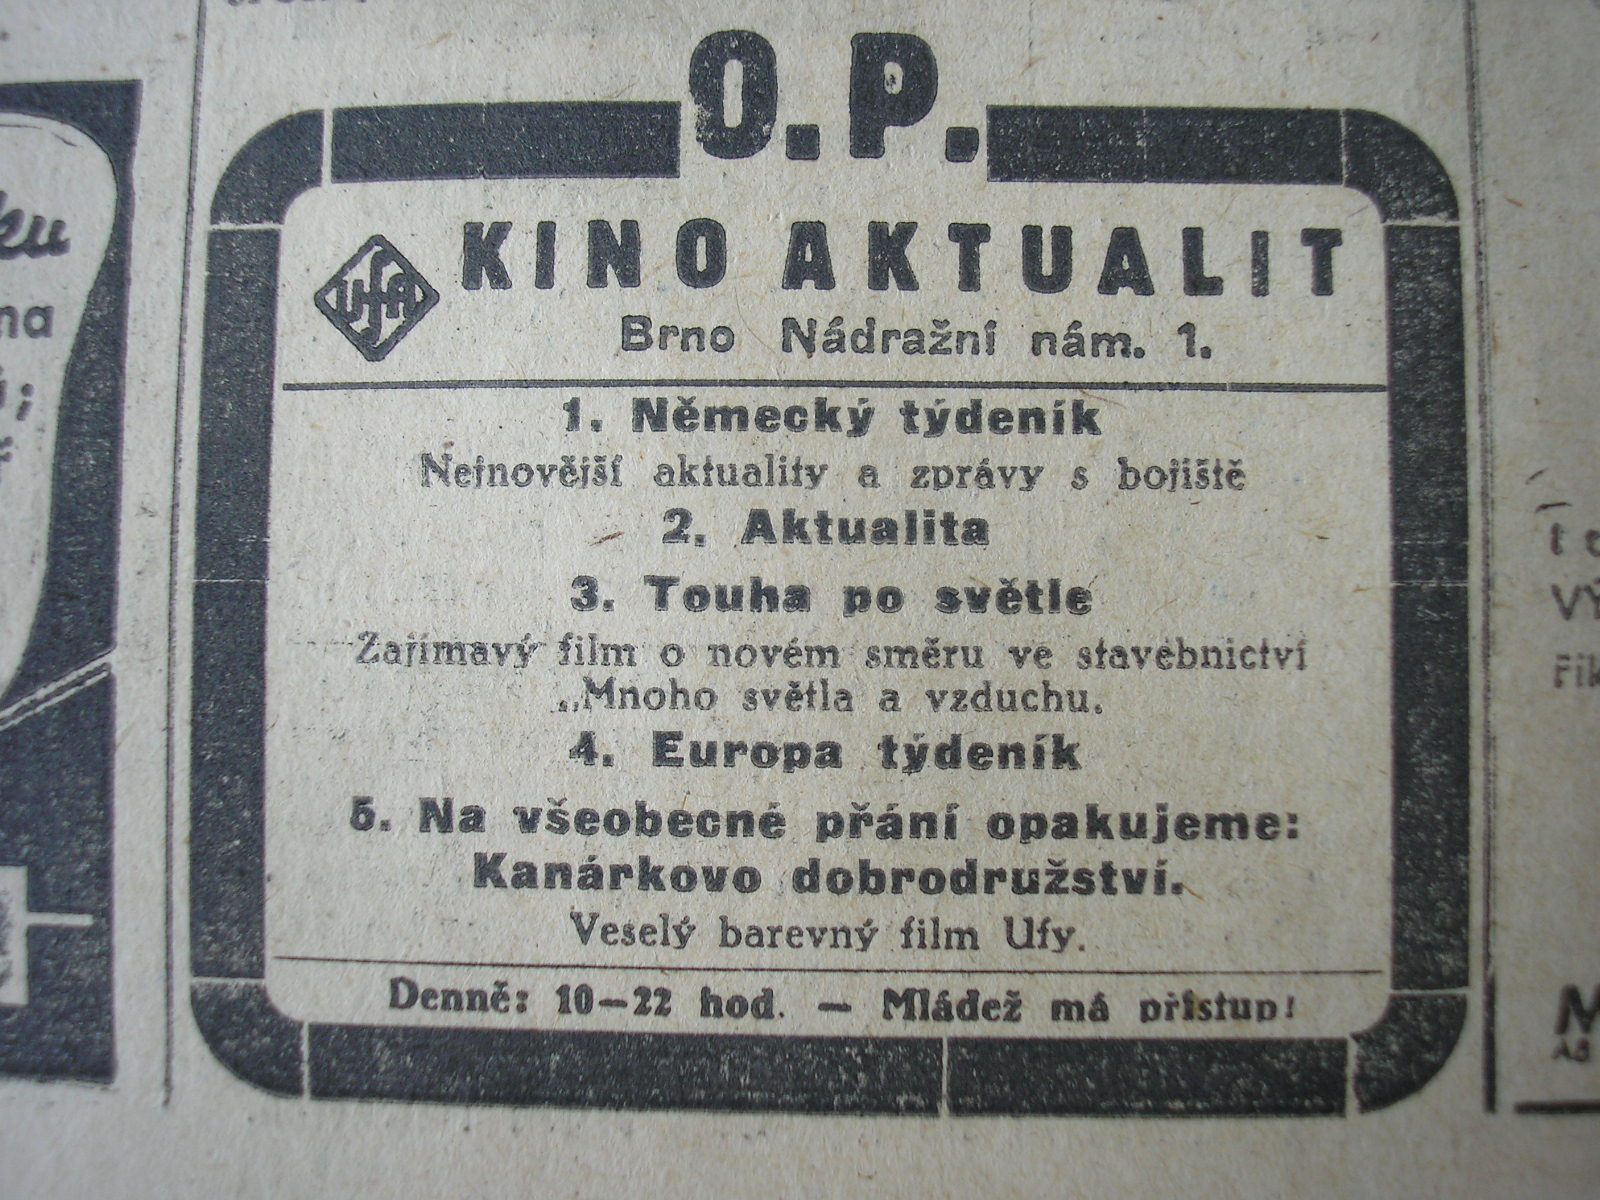 O.P.
Ufa KINO AKTUALIT
Brno Nádražní nám. 1.
1. Německý týdeník
Nejnovější aktuality a zprávy s bojiště
2. Aktualita
3. Touha po světle
Zajímavý film o novém směru ve stavebnictví
„Mnoho světla a vzduchu.
4. Europa týdeník
5. Na všeobecné přání opakujeme:
Kanárkovo dobrodružství.
Veselý barevný film Ufy.
Denně: 10—22 hod. — Mládež má přístup!